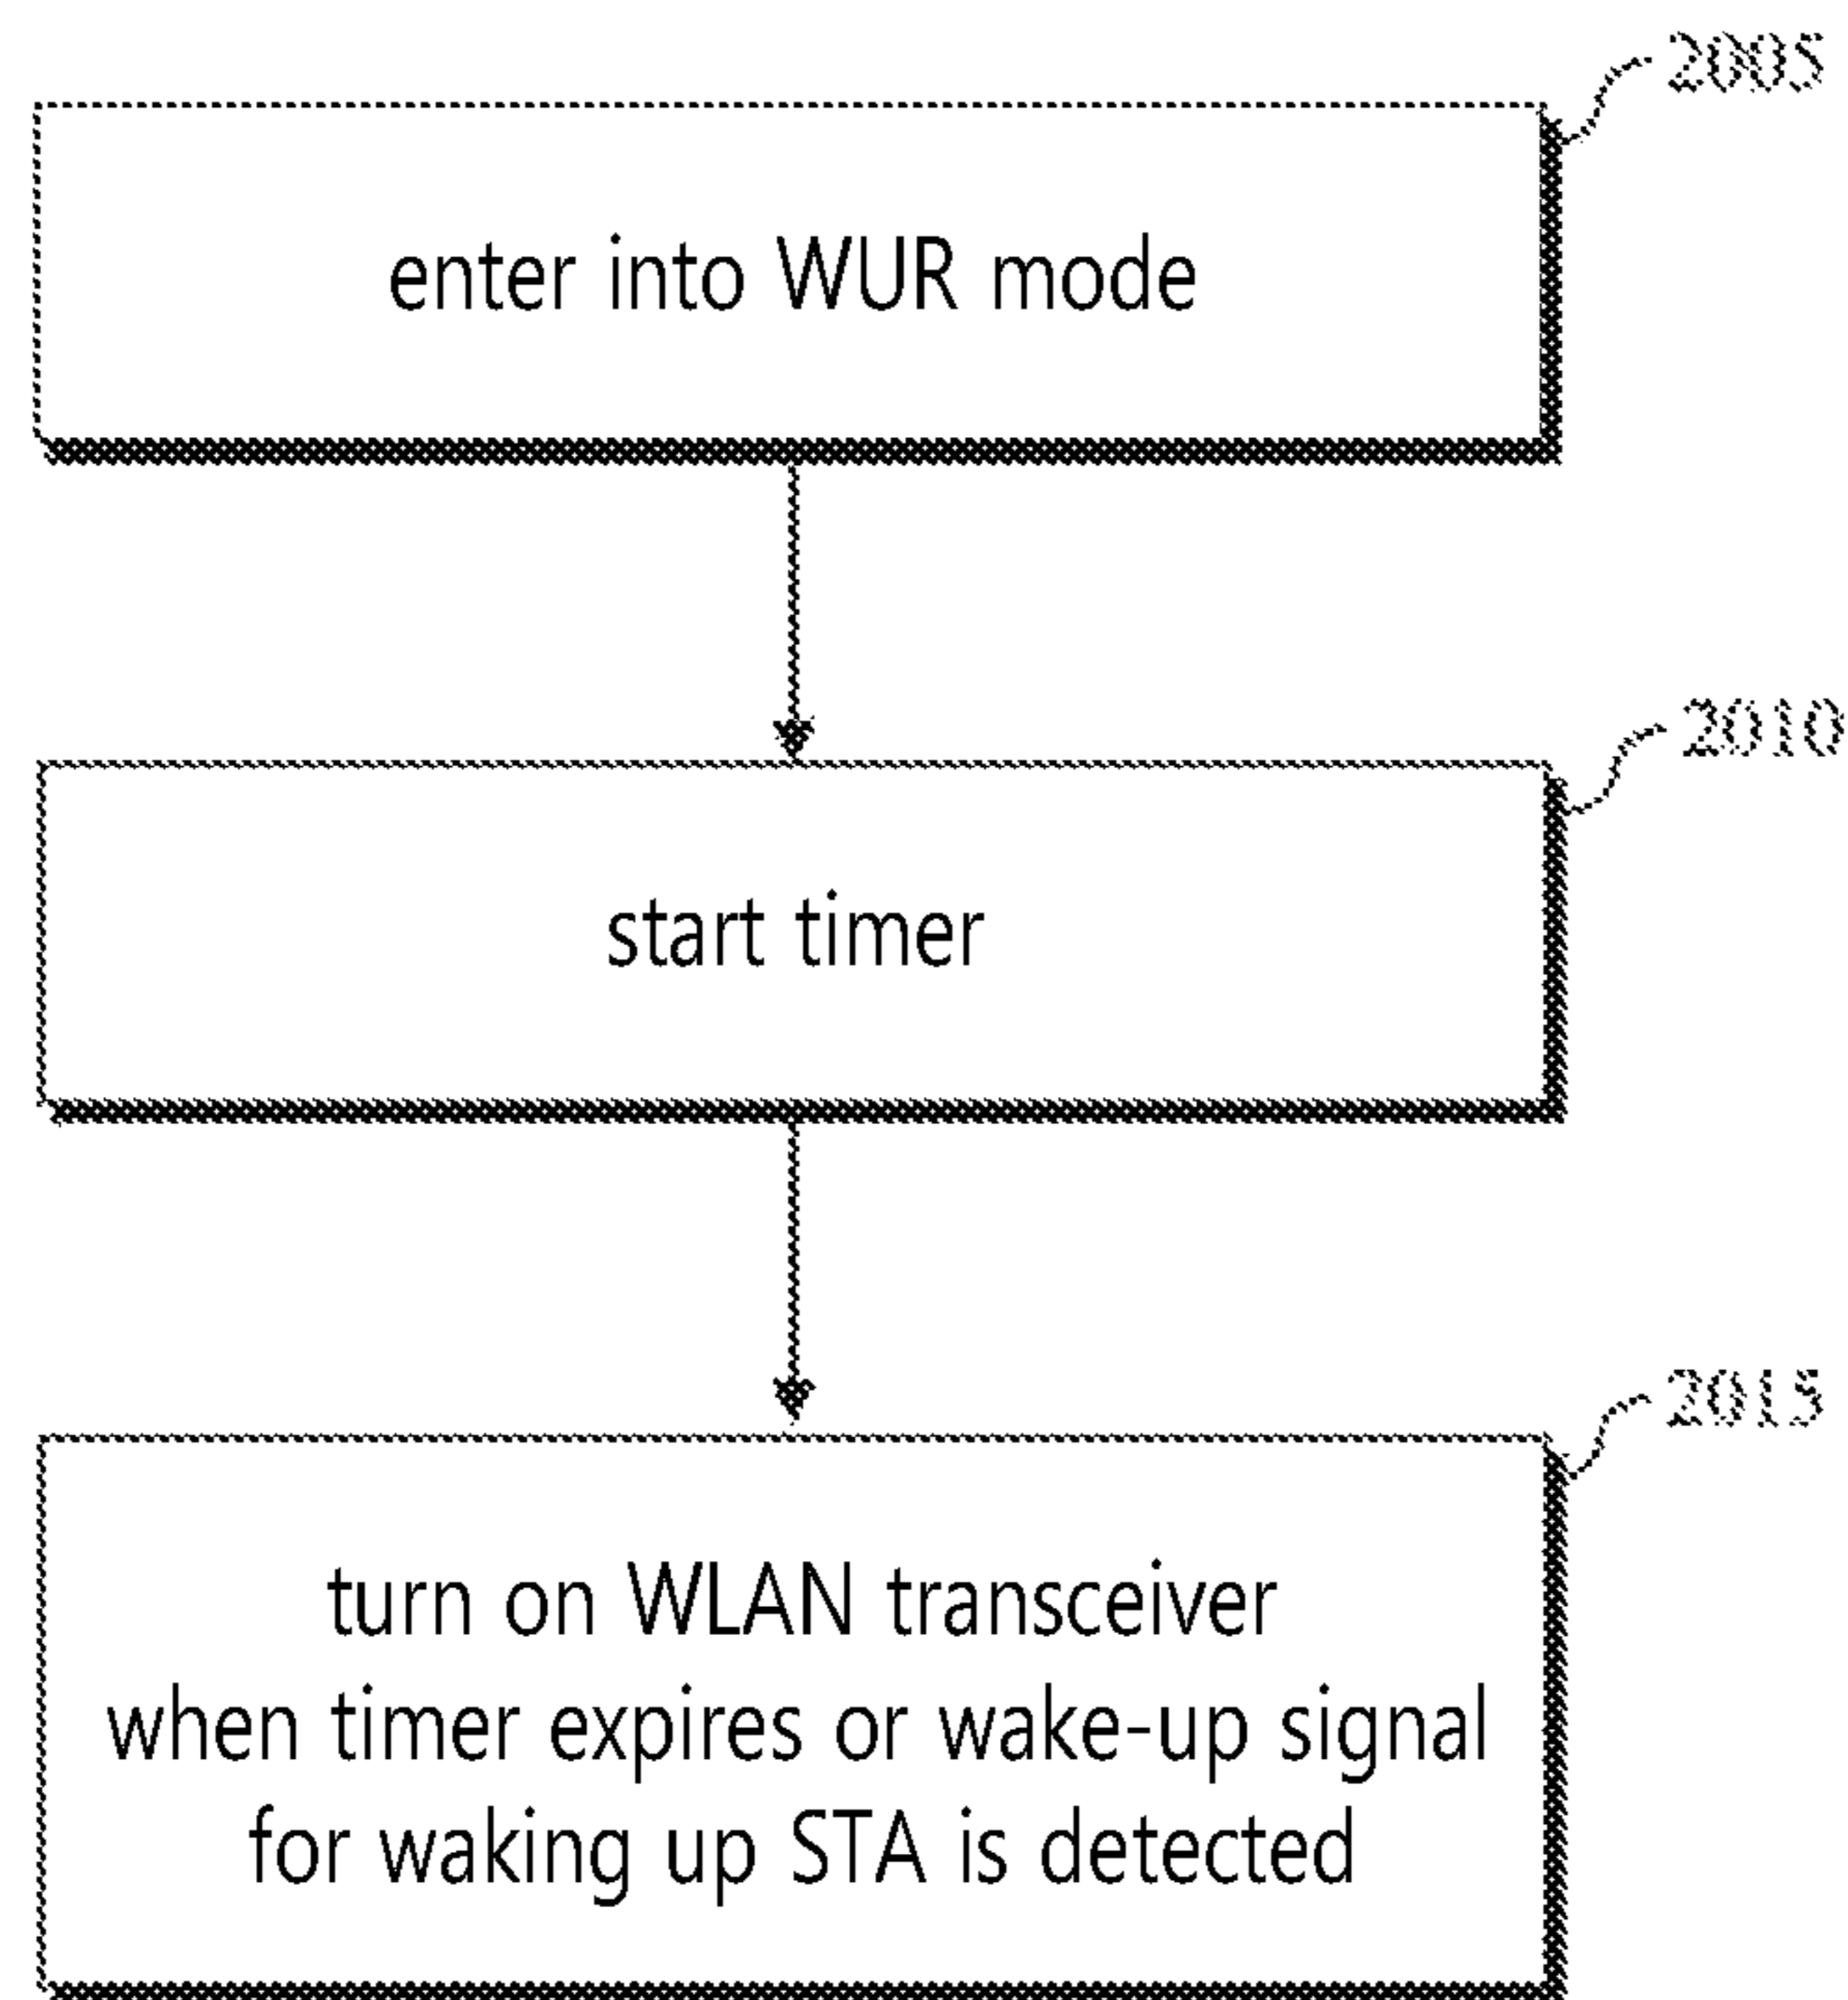 2005
enter into WUR mode
2010
start timer
2015
turn on WLAN transceiver
when timer expires or wake-up signal
for waking up STA is detected